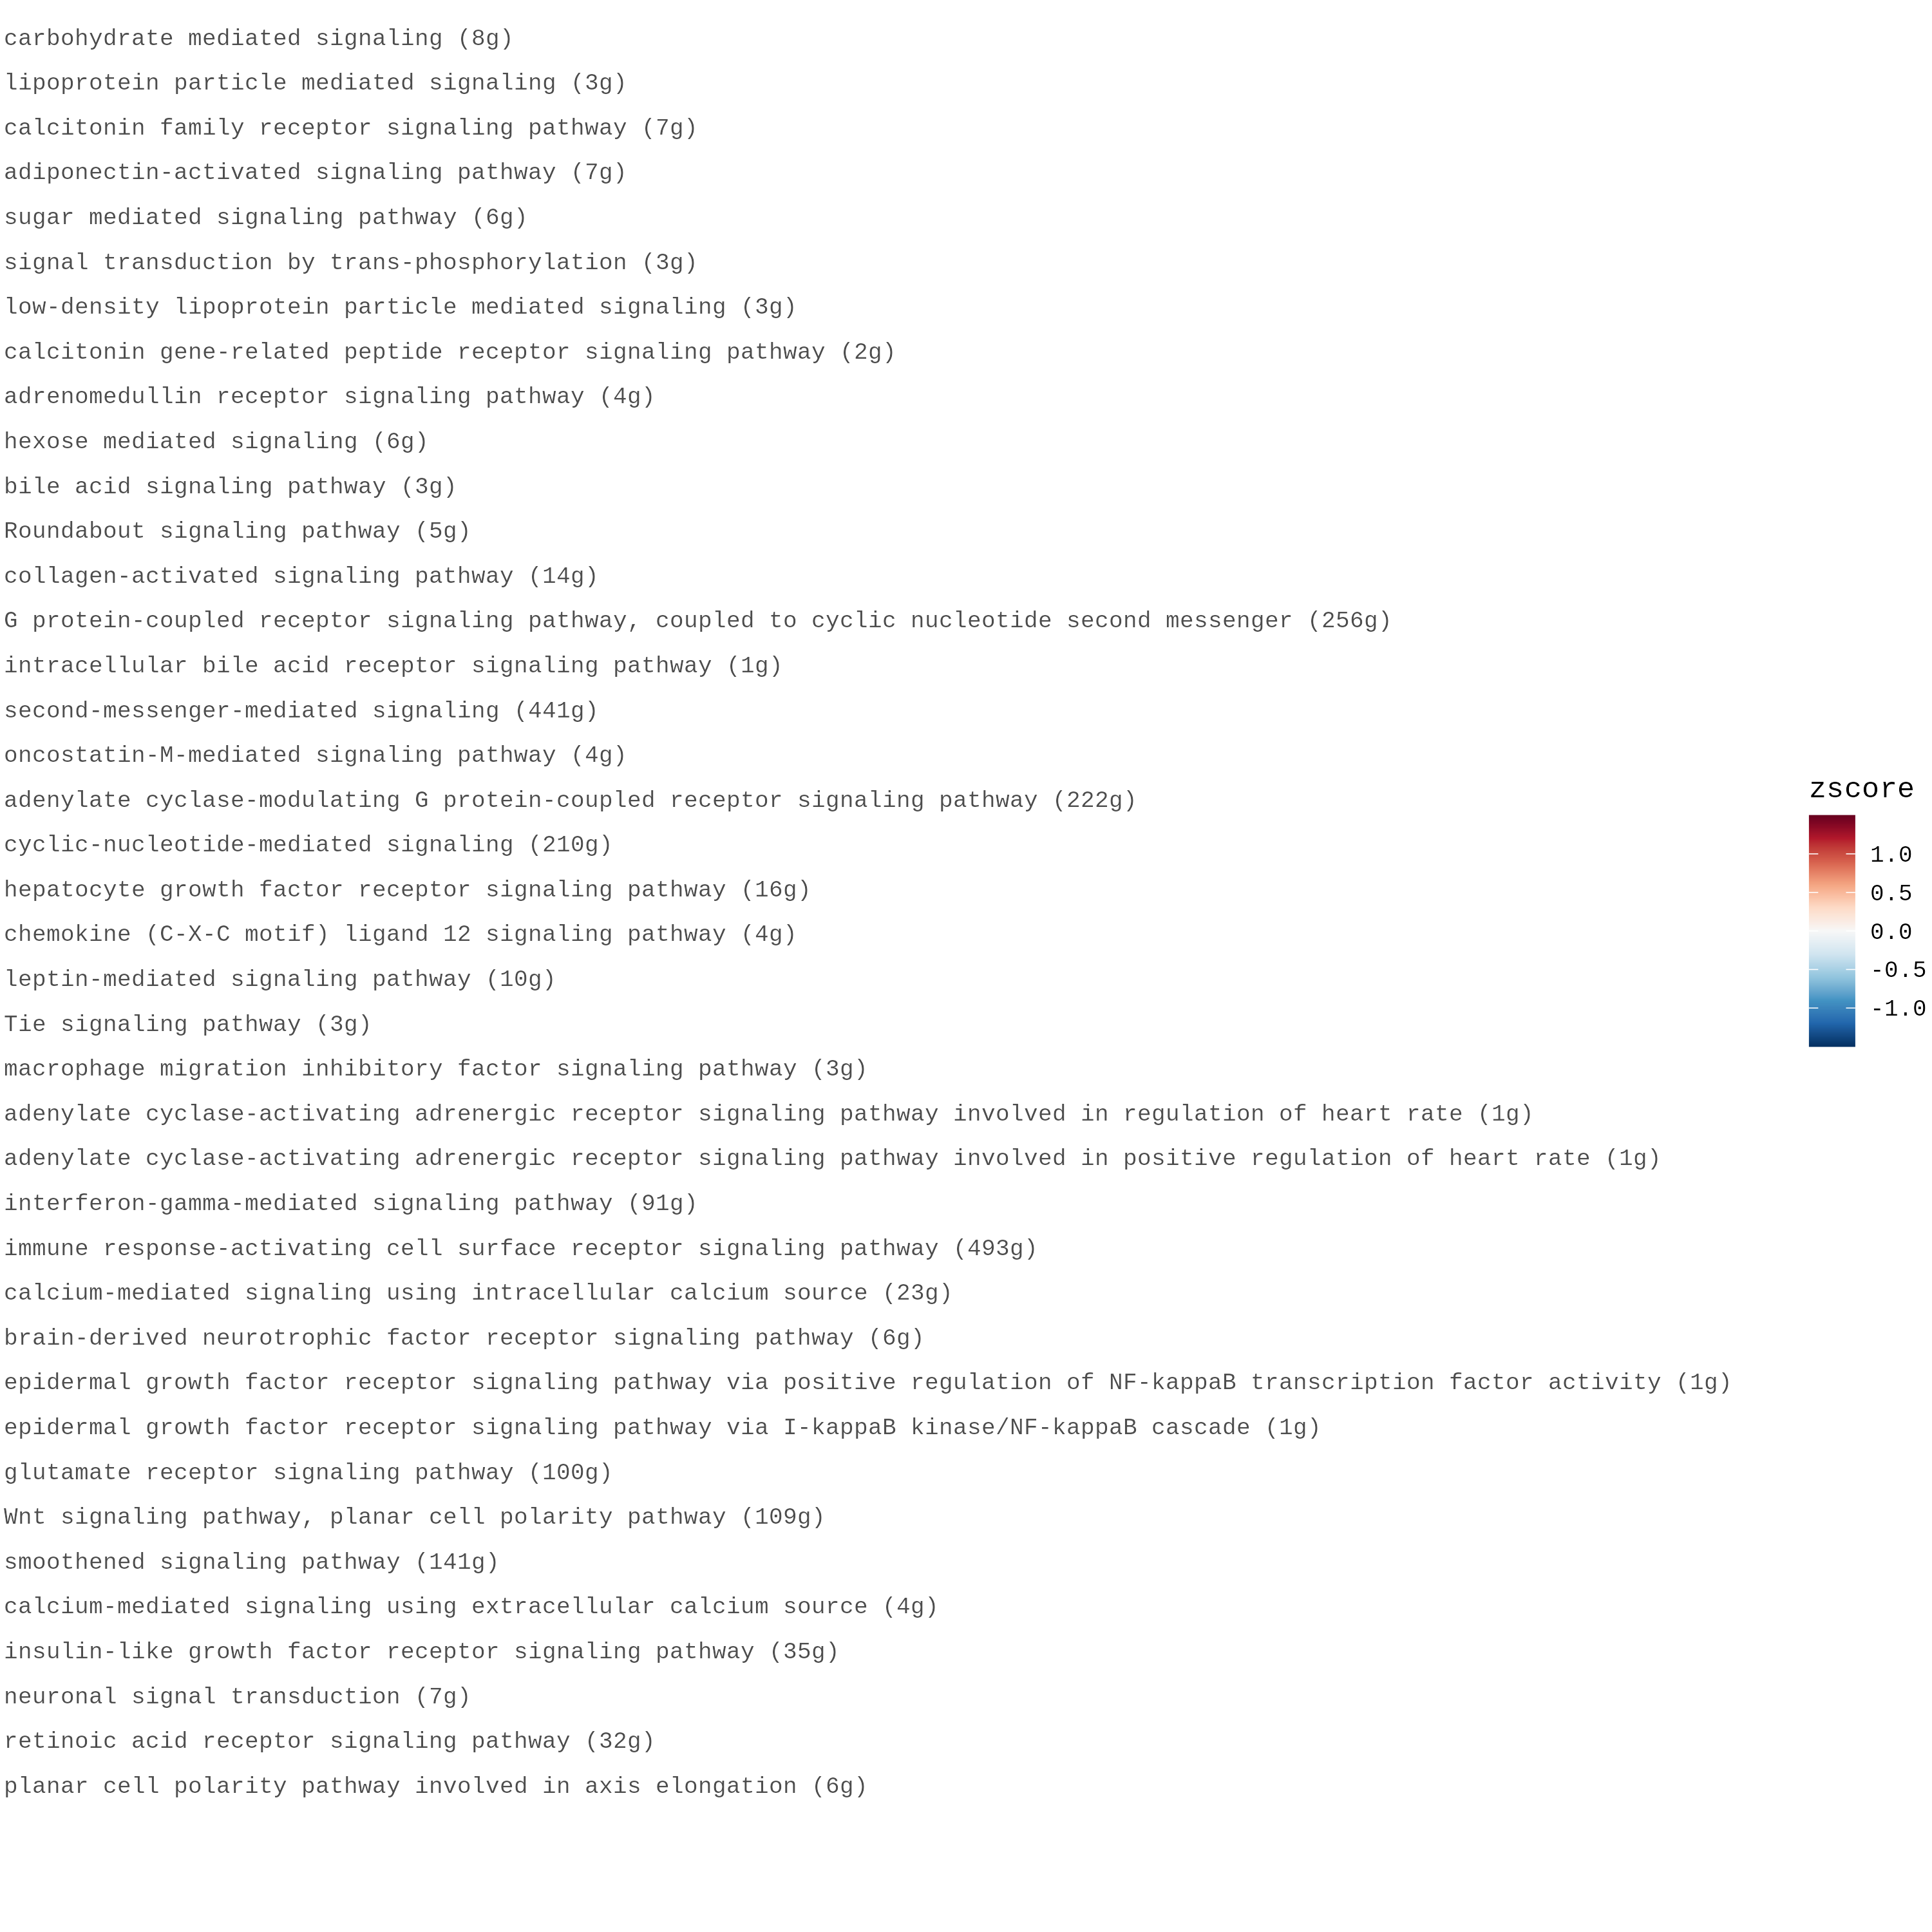 carbohydrate mediated signaling (8g)
lipoprotein particle mediated signaling (3g)
calcitonin family receptor signaling pathway (7g)
adiponectin-activated signaling pathway (7g)
sugar mediated signaling pathway (6g)
signal transduction by trans-phosphorylation (3g)
low-density lipoprotein particle mediated signaling (3g)
calcitonin gene-related peptide receptor signaling pathway (2g)
adrenomedullin receptor signaling pathway (4g)
hexose mediated signaling (6g)
bile acid signaling pathway (3g)
Roundabout signaling pathway (5g)
collagen-activated signaling pathway (14g)
G protein-coupled receptor signaling pathway, coupled to cyclic nucleotide second messenger (256g)
intracellular bile acid receptor signaling pathway (1g)
second-messenger-mediated signaling (441g)
oncostatin-M-mediated signaling pathway (4g)
adenylate cyclase-modulating G protein-coupled receptor signaling pathway (222g)
cyclic-nucleotide-mediated signaling (210g)
hepatocyte growth factor receptor signaling pathway (16g)
chemokine (C-X-C motif) ligand 12 signaling pathway (4g)
leptin-mediated signaling pathway (10g)
Tie signaling pathway (3g)
macrophage migration inhibitory factor signaling pathway (3g)
adenylate cyclase-activating adrenergic receptor signaling pathway involved in regulation of heart rate (1g)
adenylate cyclase-activating adrenergic receptor signaling pathway involved in positive regulation of heart rate (1g)
interferon-gamma-mediated signaling pathway (91g)
immune response-activating cell surface receptor signaling pathway (493g)
calcium-mediated signaling using intracellular calcium source (23g)
brain-derived neurotrophic factor receptor signaling pathway (6g)
epidermal growth factor receptor signaling pathway via positive regulation of NF-kappaB transcription factor activity (1g)
epidermal growth factor receptor signaling pathway via I-kappaB kinase/NF-kappaB cascade (1g)
glutamate receptor signaling pathway (100g)
Wnt signaling pathway, planar cell polarity pathway (109g)
smoothened signaling pathway (141g)
calcium-mediated signaling using extracellular calcium source (4g)
insulin-like growth factor receptor signaling pathway (35g)
neuronal signal transduction (7g)
retinoic acid receptor signaling pathway (32g)
planar cell polarity pathway involved in axis elongation (6g)
zscore
1.0
0.5
0.0
-0.5
-1.0